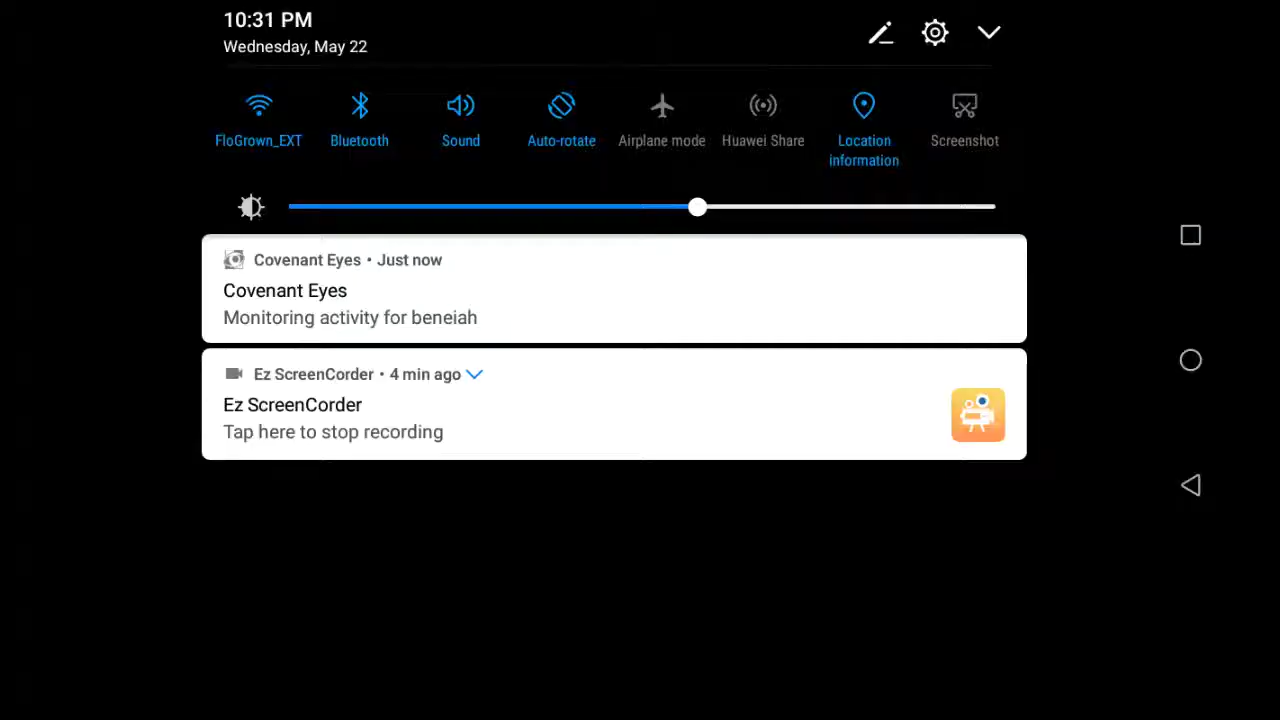 10:31 PM
Wednesday, May 22
FloGrown_EXT
Bluetooth
Sound
Auto-rotate
Airplane mode
Huawei Share
Location
information
Screenshot
Covenant Eyes • Just now
Covenant Eyes
Monitoring activity for beneiah
Ez ScreenCorder • 4 min ago
Ez ScreenCorder
Tap here to stop recording